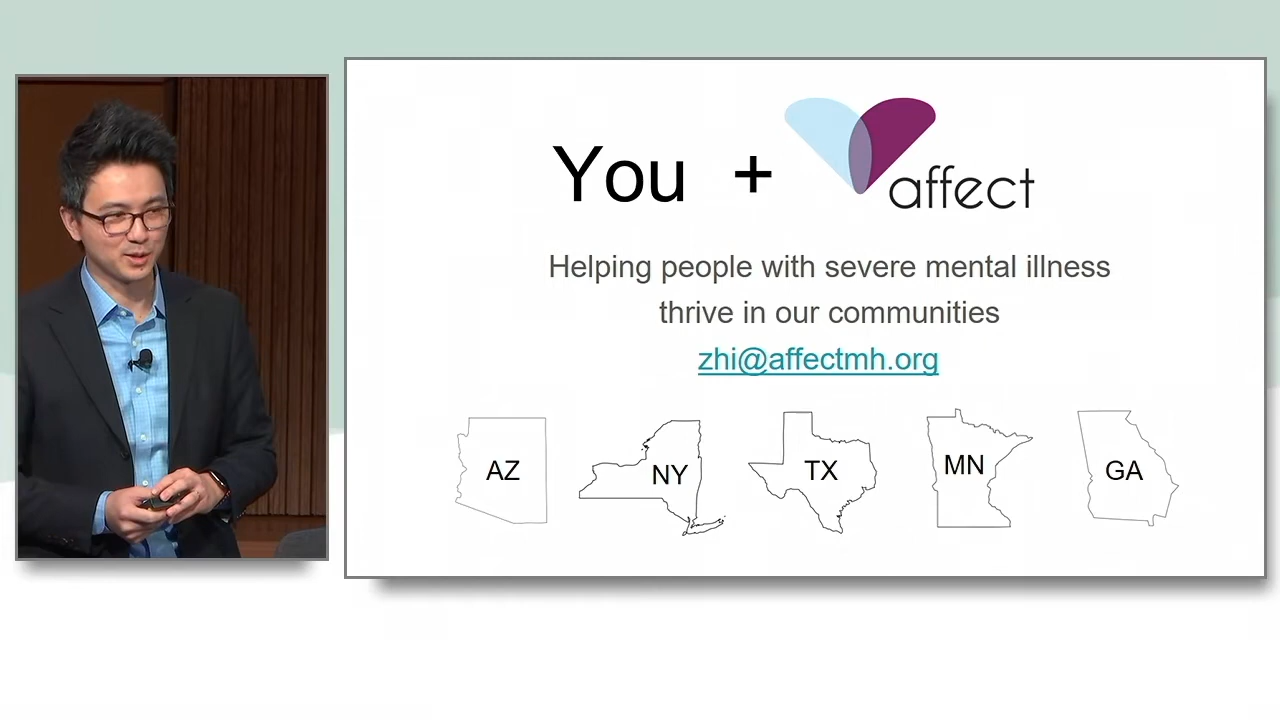 You + affect
Helping people with severe mental illness
thrive in our communities
zhi@affectmh.org
AZ
NY
TX
MN
GA